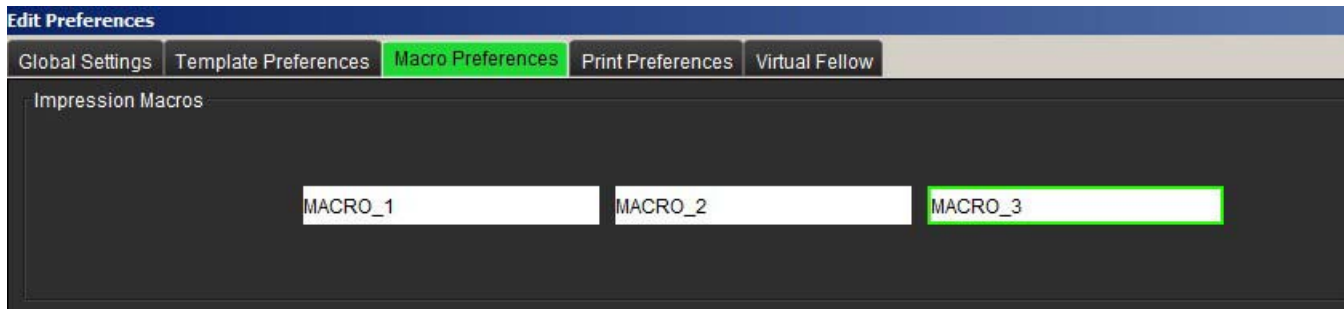 Edit Preferences
Global Settings Template Preferences Macro Preferences Print Preferences Virtual Fellow
Impression Macros
MACRO_1 MACRO_2 MACRO_3